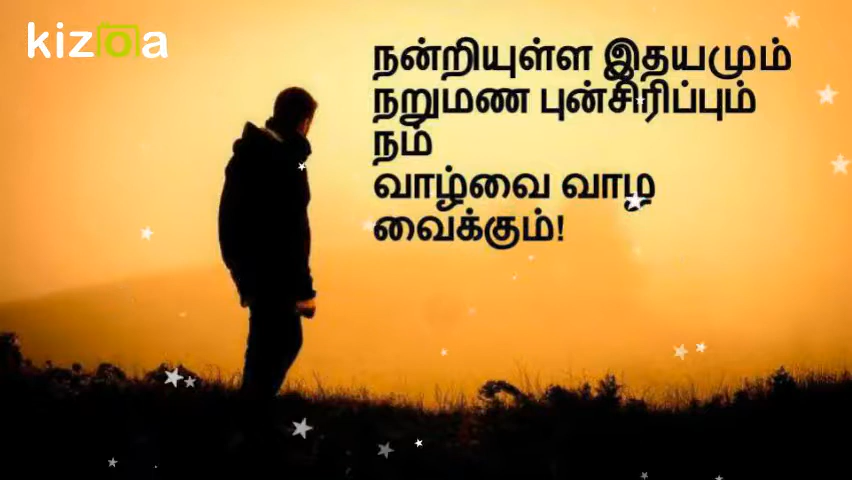 kizoa
நன்றியுள்ள இதயமும்
நறுமண புன்சிரிப்பும்
நம்
வாழ்வை வாழ
வைக்கும்!